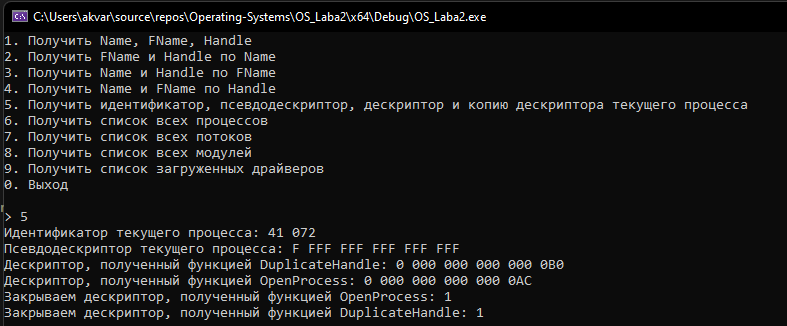 C:\Users\akvar\source\repos\Operating-Systems\OS_Laba2\x64\Debug\OS_Laba2.exe
1. Получить Name, FName, Handle
2. Получить FName и Handle по Name
3. Получить Name и Handle по FName
4. Получить Name и FName по Handle
5. Получить идентификатор, псевдодескриптор, дескриптор и копию дескриптора текущего процесса
6. Получить список всех процессов
7. Получить список всех потоков
8. Получить список всех модулей
9. Получить список загруженных драйверов
0. Выход
> 5
Идентификатор текущего процесса: 41 072
Псевдодескриптор текущего процесса: F FFF FFF FFF FFF FFF
Дескриптор, полученный функцией DuplicateHandle: 0 000 000 000 000 0B0
Дескриптор, полученный функцией OpenProcess: 0 000 000 000 000 0AC
Закрываем дескриптор, полученный функцией OpenProcess: 1
Закрываем дескриптор, полученный функцией DuplicateHandle: 1